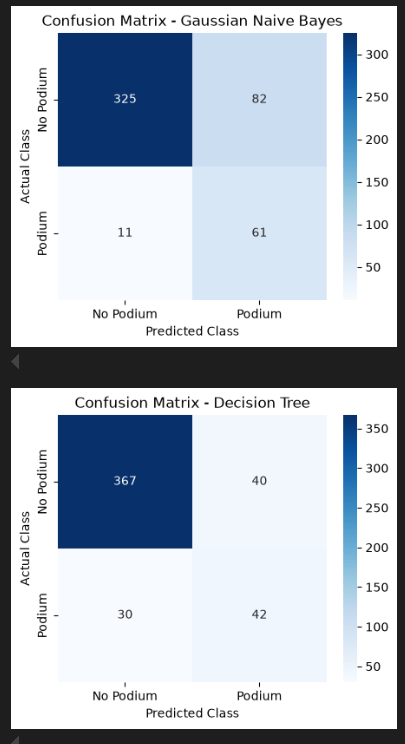 Confusion Matrix - Gaussian Naive Bayes
Actual Class
No Podium
Podium
325
82
11
61
No Podium
Podium
Predicted Class
300
250
200
150
100
50
Confusion Matrix - Decision Tree
Actual Class
No Podium
Podium
367
40
30
42
No Podium
Podium
Predicted Class
350
300
250
200
150
100
50